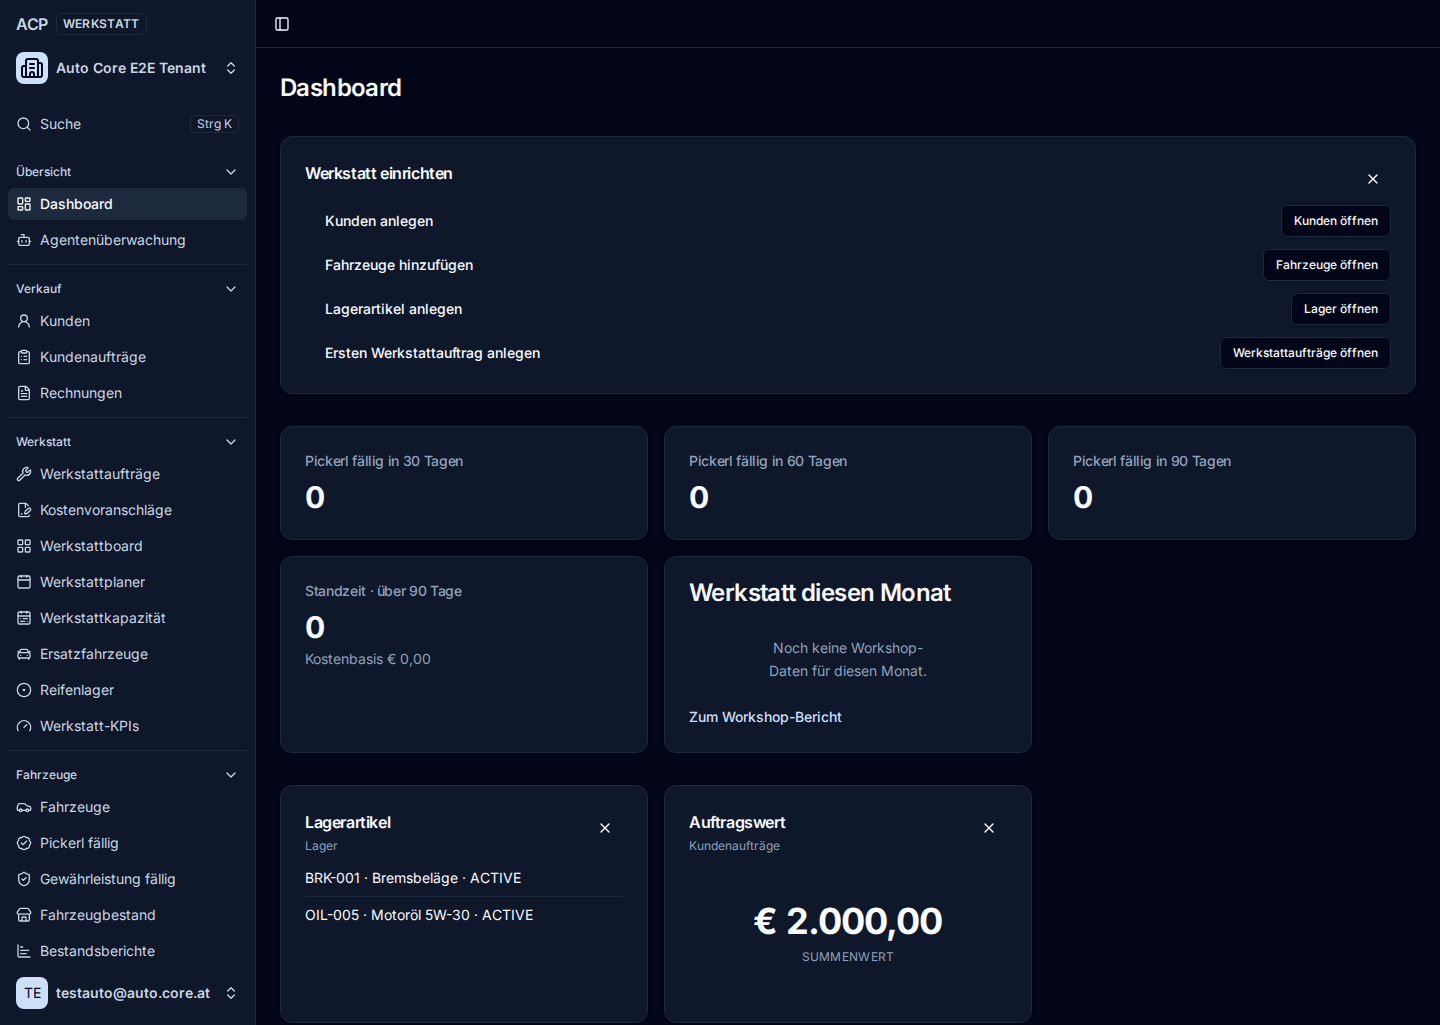 ACP WERKSTATT
Auto Core E2E Tenant
Suche Strg K
Übersicht
Dashboard
Agentenüberwachung
Verkauf
Kunden
Kundenaufträge
Rechnungen
Werkstatt
Werkstattaufträge
Kostenvoranschläge
Werkstattboard
Werkstattplaner
Werkstattkapazität
Ersatzfahrzeuge
Reifenlager
Werkstatt-KPIs
Fahrzeuge
Fahrzeuge
Pickerl fällig
Gewährleistung fällig
Fahrzeugbestand
Bestandsberichte
TE testauto@auto.core.at
Dashboard
Werkstatt einrichten
Kunden anlegen Kunden öffnen
Fahrzeuge hinzufügen Fahrzeuge öffnen
Lagerartikel anlegen Lager öffnen
Ersten Werkstattauftrag anlegen Werkstattaufträge öffnen
Pickerl fällig in 30 Tagen
0
Pickerl fällig in 60 Tagen
0
Pickerl fällig in 90 Tagen
0
Standzeit · über 90 Tage
0
Kostenbasis € 0,00
Werkstatt diesen Monat
Noch keine Workshop-
Daten für diesen Monat.
Zum Workshop-Bericht
Lagerartikel
Lager
BRK-001 · Bremsbeläge · ACTIVE
OIL-005 · Motoröl 5W-30 · ACTIVE
Auftragswert
Kundenaufträge
€ 2.000,00
SUMMENWERT